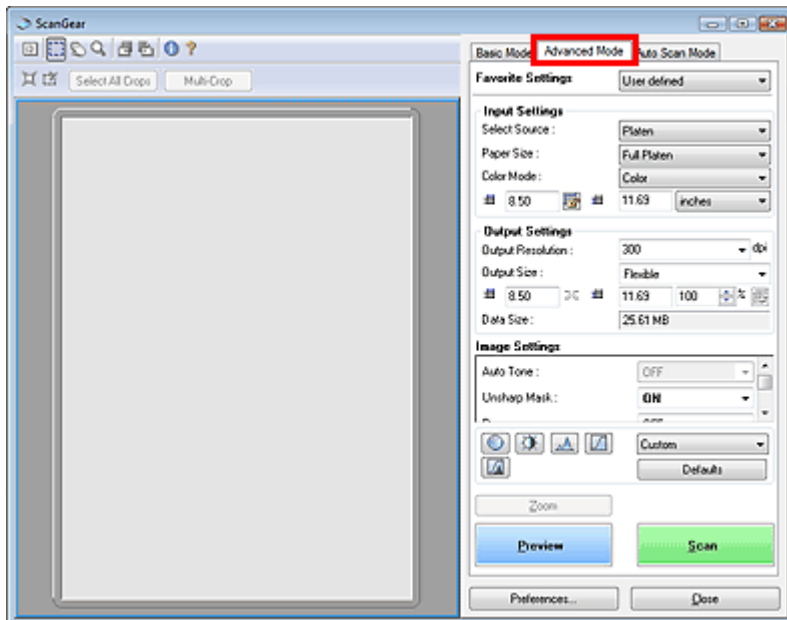 ScanGear
Select All Crops Multi-Crop
Basic Mode Advanced Mode Auto Scan Mode
Favorite Settings User defined
Input Settings
Select Source : Platen
Paper Size : Full Platen
Color Mode : Color
8.50 11.69 inches
Output Settings
Output Resolution : 300 dpi
Output Size : Flexible
8.50 11.69 100 %
Data Size : 25.61 MB
Image Settings
Auto Tone : OFF
Unsharp Mask : ON
Custom
Defaults
Zoom
Preview Scan
Preferences... Close